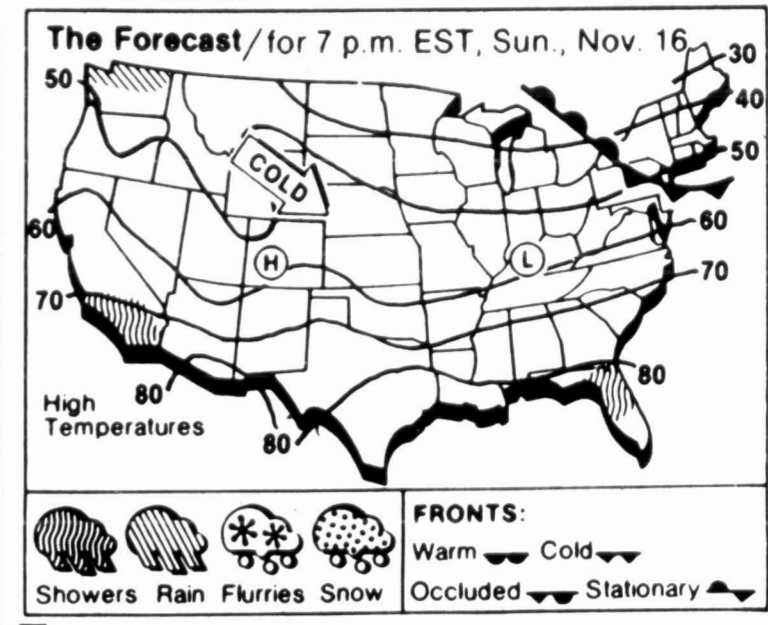 The Forecast/for 7 p.m. EST, Sun., Nov. 16
30
50
40
50
COLD
60
60
H
L
70
70
80
80
High
Temperatures
80
FRONTS:
Warm Cold
Showers Rain Flurries Snow
Occluded Stationary